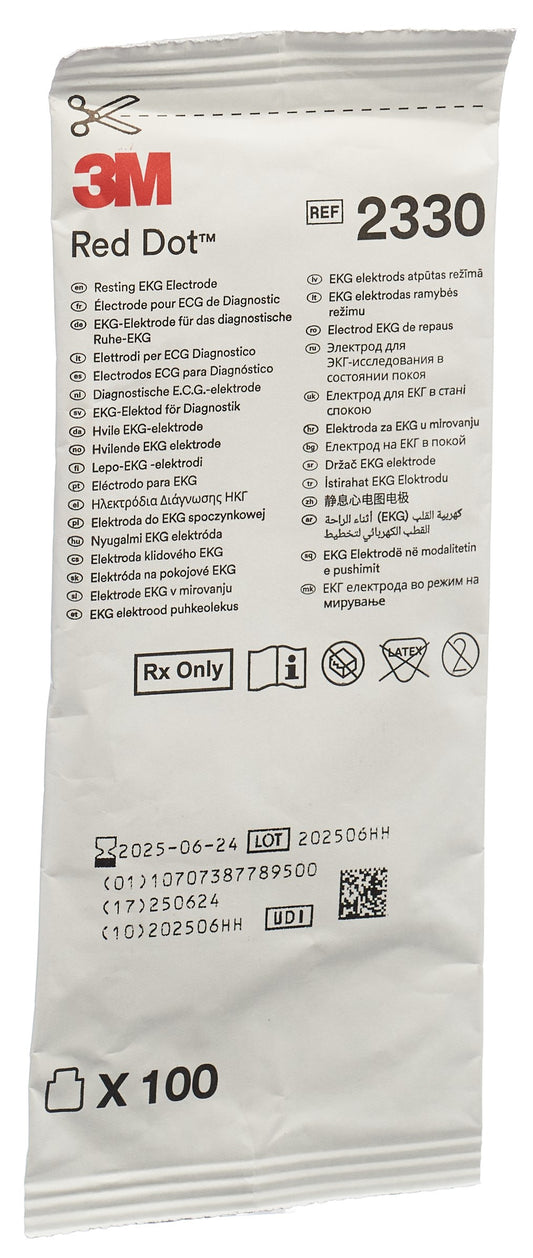 3M
Red Dot™
REF 2330
en Resting EKG Electrode
fr Électrode pour ECG de Diagnostic
de EKG-Elektrode für das diagnostische
Ruhe-EKG
it Elettrodi per ECG Diagnostico
es Electrodos ECG para Diagnóstico
nl Diagnostische E.C.G.-elektrode
sv EKG-Elektod för Diagnostik
da Hvile EKG-elektrode
no Hvilende EKG elektrode
fi Lepo-EKG -elektrodi
pt Eléctrodo para EKG
el Ηλεκτρόδια Διάγνωσης ΗΚΓ
pl Elektroda do EKG spoczynkowej
hu Nyugalmi EKG elektróda
cs Elektroda klidového EKG
sk Elektróda na pokojové EKG
sl Elektrode EKG v mirovanju
et EKG elektrood puhkeolekus
lv EKG elektrods atpūtas režīmā
lt EKG elektrodas ramybės
režimu
ro Electrod EKG de repaus
ru Электрод для
ЭКГ-исследования в
состоянии покоя
uk Електрод для ЕКГ в стані
спокою
hr Elektroda za EKG u mirovanju
bg Електрод на ЕКГ в покой
sr Držač EKG elektrode
tr İstirahat EKG Eloktrodu
zh 静息心电图电极
ar كهربية القلب (EKG) أثناء الراحة
القطب الكهربائي لتخطيط
sq EKG Elektrodë në modalitetin
e pushimit
mk ЕКГ електрода во режим на
мирување
Rx Only
LATEX
2
2025-06-24 LOT 202506HH
(01)10707387789500
(17)250624
(10)202506HH UDI
X 100